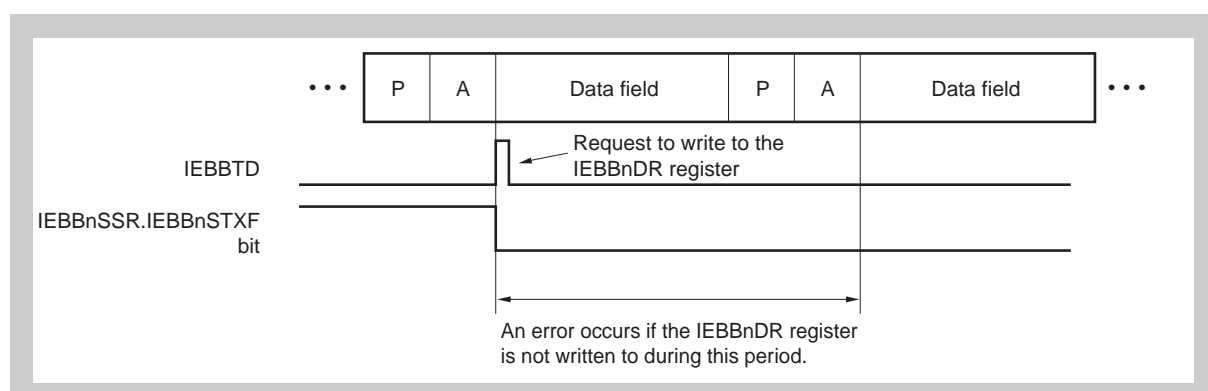 ••• P A Data field P A Data field •••
Request to write to the
IEBBnDR register
IEBBTD
IEBBnSSR.IEBBnSTXF
bit
An error occurs if the IEBBnDR register
is not written to during this period.